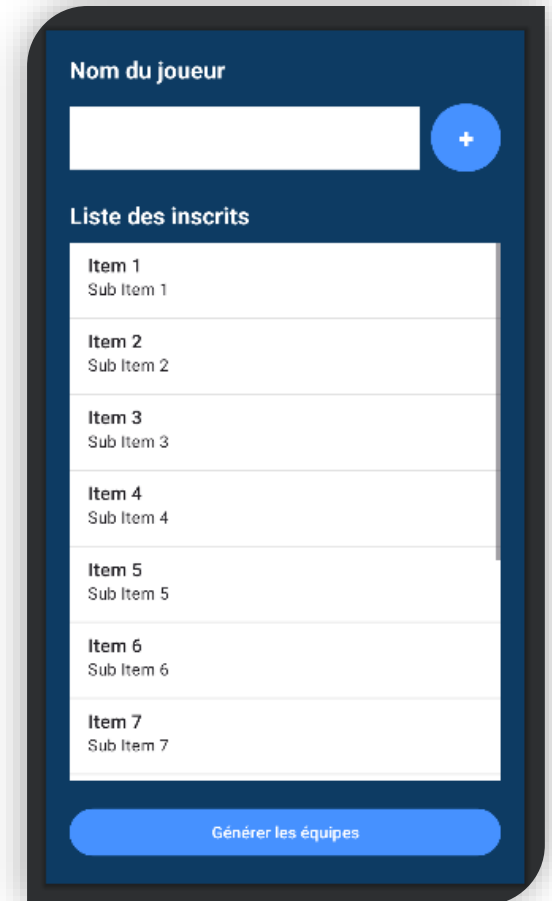 Nom du joueur
+
Liste des inscrits
Item 1
Sub Item 1
Item 2
Sub Item 2
Item 3
Sub Item 3
Item 4
Sub Item 4
Item 5
Sub Item 5
Item 6
Sub Item 6
Item 7
Sub Item 7
Générer les équipes